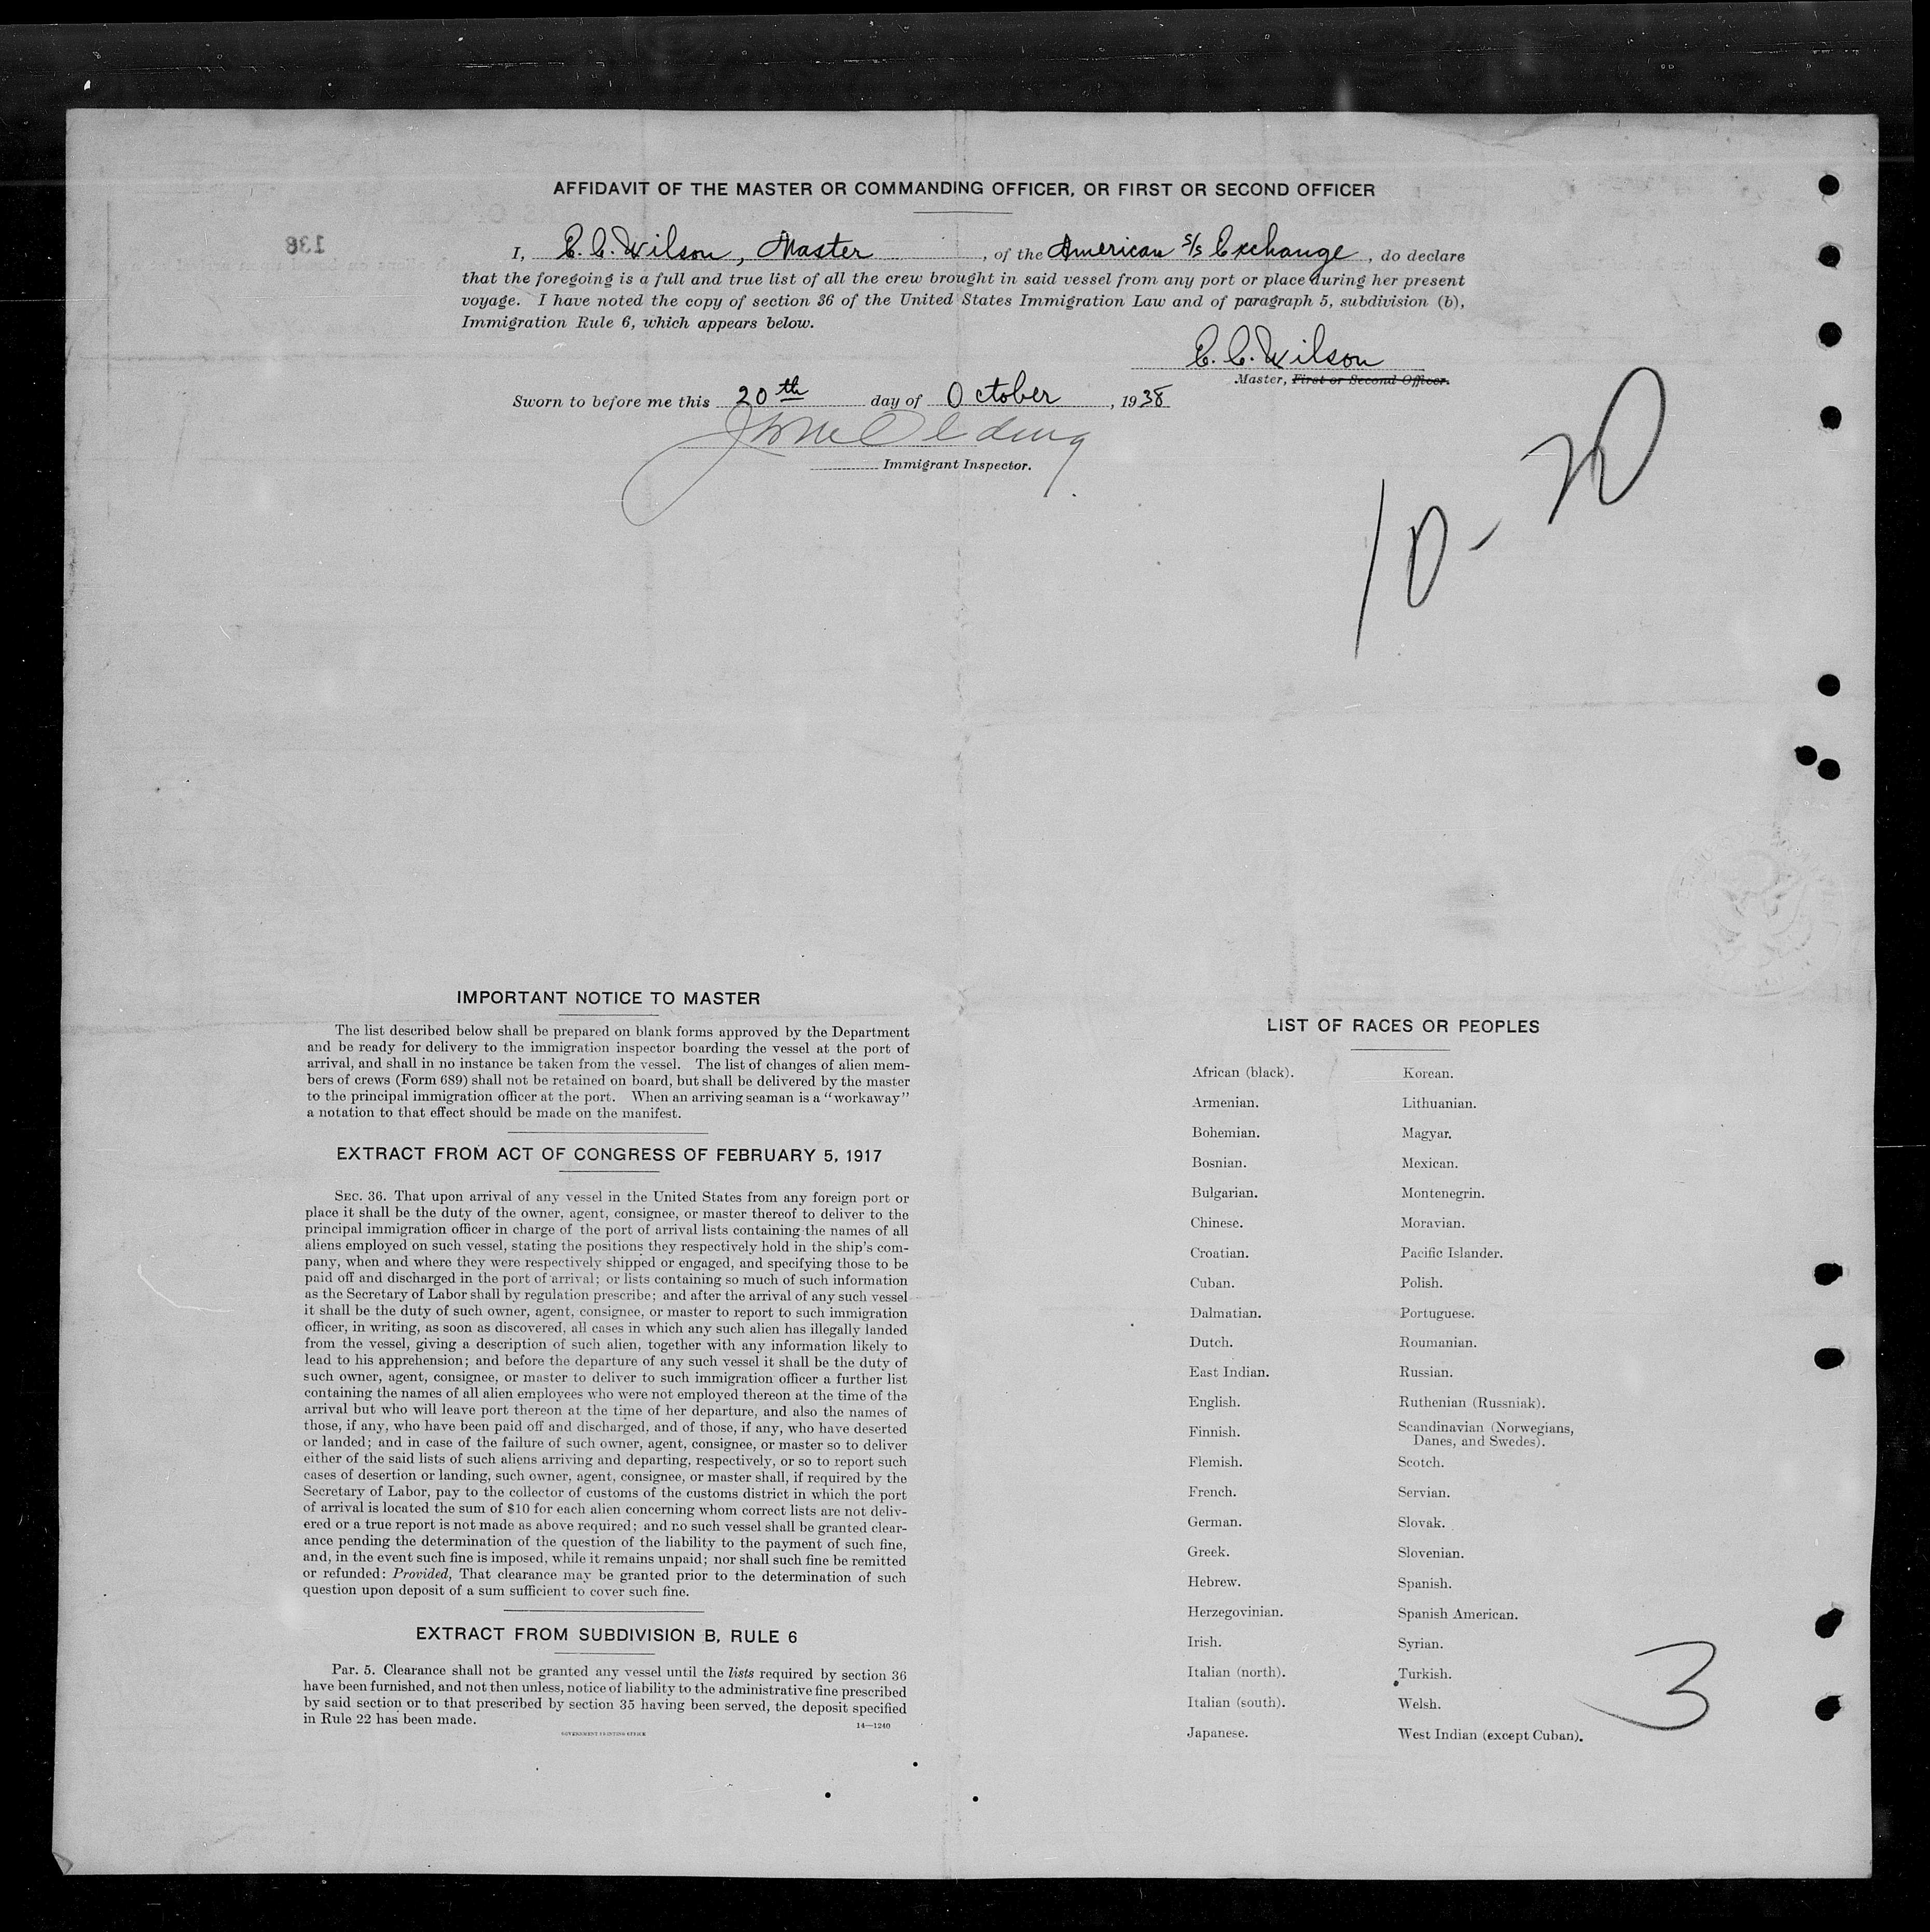 AFFIDAVIT OF THE MASTER OR COMMANDING OFFICER, OR FIRST OR SECOND OFFICER
138
I, C. C. Wilson, Master, of the American S/S Exchange, do declare
that the foregoing is a full and true list of all the crew brought in said vessel from any port or place during her present
voyage. I have noted the copy of section 36 of the United States Immigration Law and of paragraph 5, subdivision (b),
Immigration Rule 6, which appears below.
C. C. Wilson
Master, First or Second Officer.
Sworn to before me this 20th day of October, 1938
Immigrant Inspector.
10-20
IMPORTANT NOTICE TO MASTER
The list described below shall be prepared on blank forms approved by the Department
and be ready for delivery to the immigration inspector boarding the vessel at the port of
arrival, and shall in no instance be taken from the vessel. The list of changes of alien mem-
bers of crews (Form 689) shall not be retained on board, but shall be delivered by the master
to the principal immigration officer at the port. When an arriving seaman is a "workaway"
a notation to that effect should be made on the manifest.
EXTRACT FROM ACT OF CONGRESS OF FEBRUARY 5, 1917
SEC. 36. That upon arrival of any vessel in the United States from any foreign port or
place it shall be the duty of the owner, agent, consignee, or master thereof to deliver to the
principal immigration officer in charge of the port of arrival lists containing the names of all
aliens employed on such vessel, stating the positions they respectively hold in the ship's com-
pany, when and where they were respectively shipped or engaged, and specifying those to be
paid off and discharged in the port of arrival; or lists containing so much of such information
as the Secretary of Labor shall by regulation prescribe; and after the arrival of any such vessel
it shall be the duty of such owner, agent, consignee, or master to report to such immigration
officer, in writing, as soon as discovered, all cases in which any such alien has illegally landed
from the vessel, giving a description of such alien, together with any information likely to
lead to his apprehension; and before the departure of any such vessel it shall be the duty of
such owner, agent, consignee, or master to deliver to such immigration officer a further list
containing the names of all alien employees who were not employed thereon at the time of the
arrival but who will leave port thereon at the time of her departure, and also the names of
those, if any, who have been paid off and discharged, and of those, if any, who have deserted
or landed; and in case of the failure of such owner, agent, consignee, or master so to deliver
either of the said lists of such aliens arriving and departing, respectively, or so to report such
cases of desertion or landing, such owner, agent, consignee, or master shall, if required by the
Secretary of Labor, pay to the collector of customs of the customs district in which the port
of arrival is located the sum of $10 for each alien concerning whom correct lists are not deliv-
ered or a true report is not made as above required; and no such vessel shall be granted clear-
ance pending the determination of the question of the liability to the payment of such fine,
and, in the event such fine is imposed, while it remains unpaid; nor shall such fine be remitted
or refunded: Provided, That clearance may be granted prior to the determination of such
question upon deposit of a sum sufficient to cover such fine.
EXTRACT FROM SUBDIVISION B, RULE 6
Par. 5. Clearance shall not be granted any vessel until the lists required by section 36
have been furnished, and not then unless, notice of liability to the administrative fine prescribed
by said section or to that prescribed by section 35 having been served, the deposit specified
in Rule 22 has been made.
14—1240
GOVERNMENT PRINTING OFFICE
LIST OF RACES OR PEOPLES
African (black). Korean.
Armenian. Lithuanian.
Bohemian. Magyar.
Bosnian. Mexican.
Bulgarian. Montenegrin.
Chinese. Moravian.
Croatian. Pacific Islander.
Cuban. Polish.
Dalmatian. Portuguese.
Dutch. Roumanian.
East Indian. Russian.
English. Ruthenian (Russniak).
Finnish. Scandinavian (Norwegians,
Danes, and Swedes).
Flemish. Scotch.
French. Servian.
German. Slovak.
Greek. Slovenian.
Hebrew. Spanish.
Herzegovinian. Spanish American.
Irish. Syrian.
Italian (north). Turkish.
Italian (south). Welsh.
Japanese. West Indian (except Cuban).
3